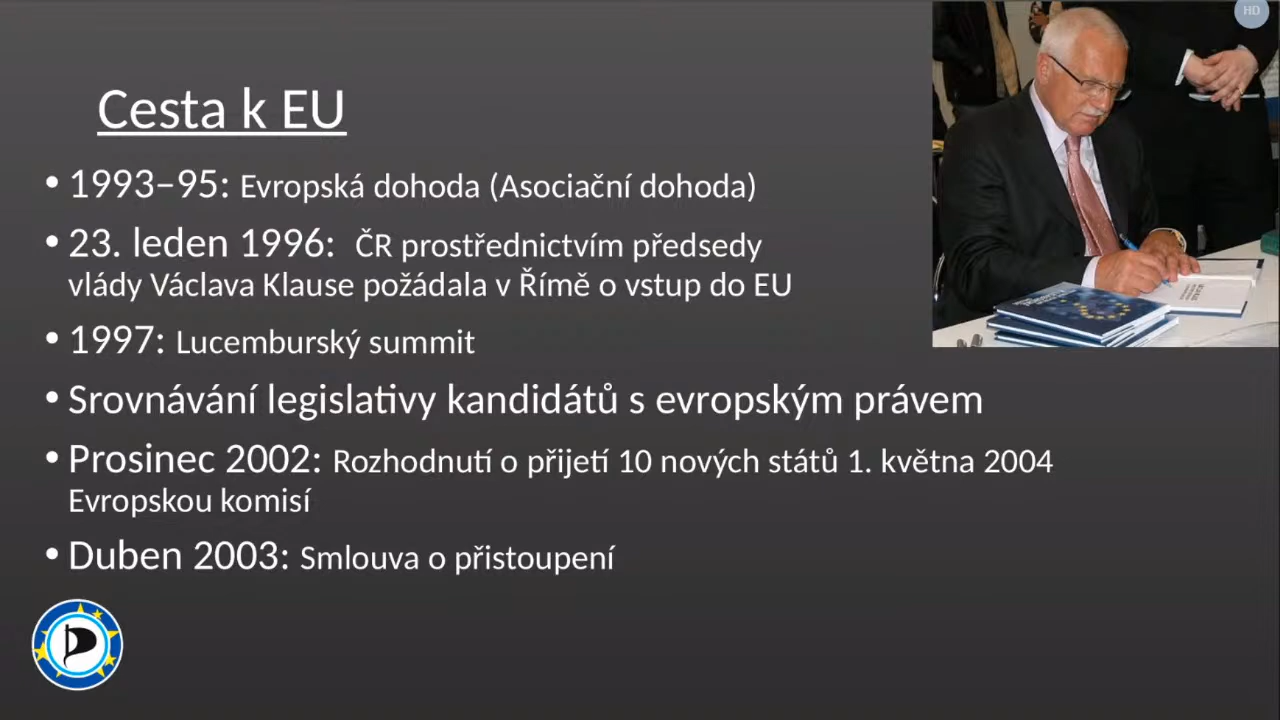 HD
Cesta k EU
• 1993–95: Evropská dohoda (Asociační dohoda)
• 23. leden 1996: ČR prostřednictvím předsedy
vlády Václava Klause požádala v Římě o vstup do EU
• 1997: Lucemburský summit
• Srovnávání legislativy kandidátů s evropským právem
• Prosinec 2002: Rozhodnutí o přijetí 10 nových států 1. května 2004
Evropskou komisí
• Duben 2003: Smlouva o přistoupení